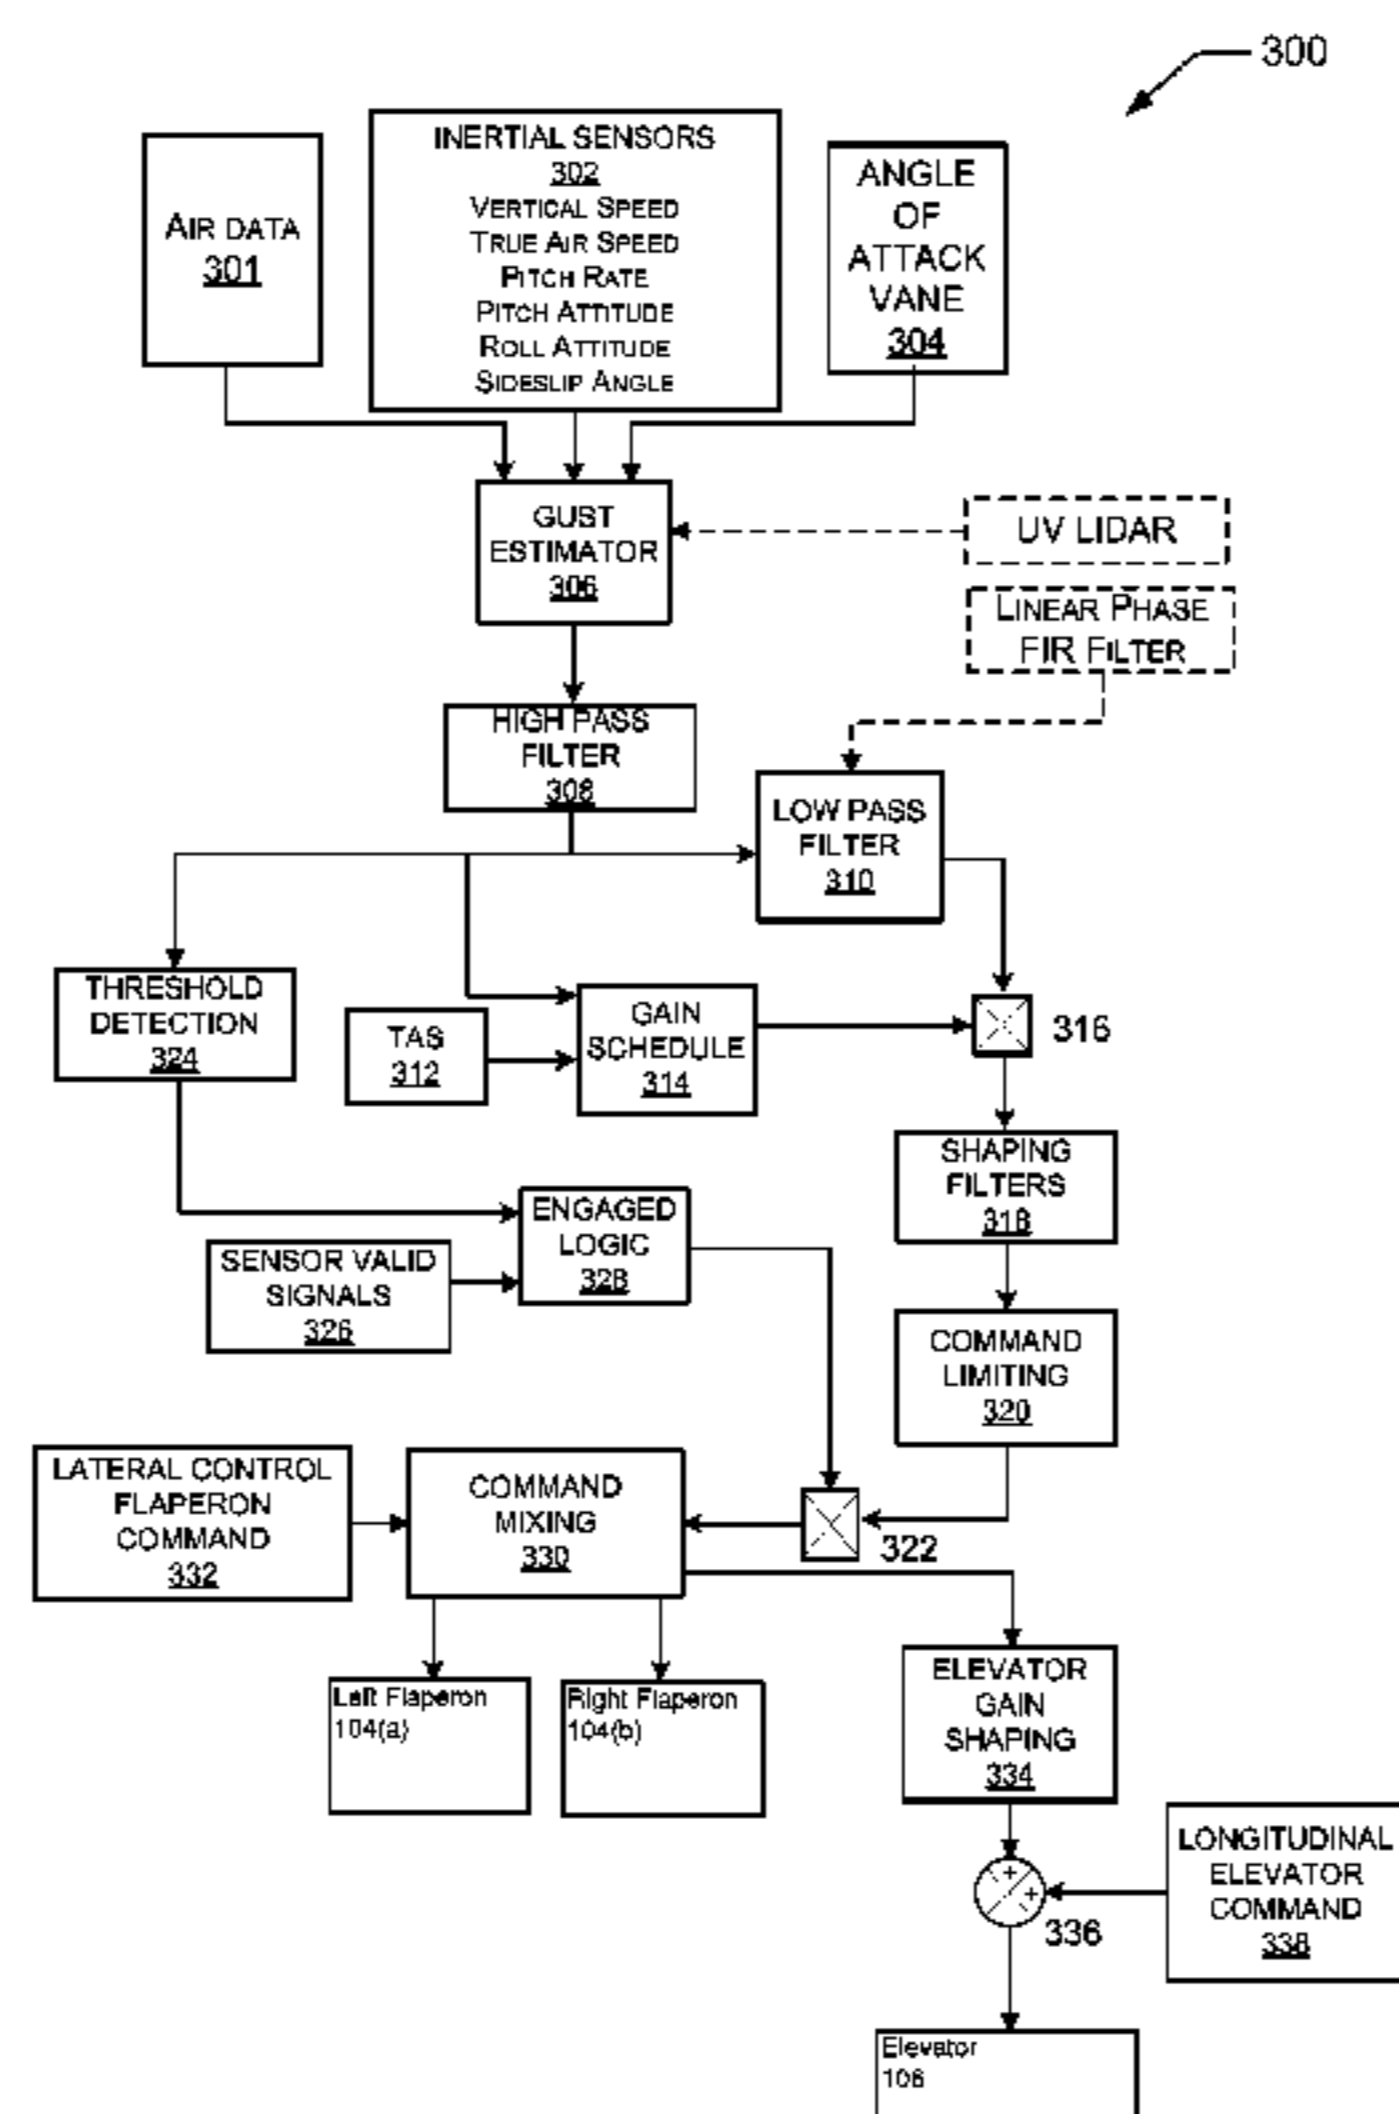 300
AIR DATA
301
INERTIAL SENSORS
302
VERTICAL SPEED
TRUE AIR SPEED
PITCH RATE
PITCH ATTITUDE
ROLL ATTITUDE
SIDESLIP ANGLE
ANGLE
OF
ATTACK
VANE
304
GUST
ESTIMATOR
306
UV LIDAR
LINEAR PHASE
FIR FILTER
HIGH PASS
FILTER
308
LOW PASS
FILTER
310
THRESHOLD
DETECTION
324
TAS
312
GAIN
SCHEDULE
314
316
SHAPING
FILTERS
318
ENGAGED
LOGIC
328
SENSOR VALID
SIGNALS
326
COMMAND
LIMITING
320
LATERAL CONTROL
FLAPERON
COMMAND
332
COMMAND
MIXING
330
322
Left Flaperon
104(a)
Right Flaperon
104(b)
ELEVATOR
GAIN
SHAPING
334
+
+
336
LONGITUDINAL
ELEVATOR
COMMAND
338
Elevator
106